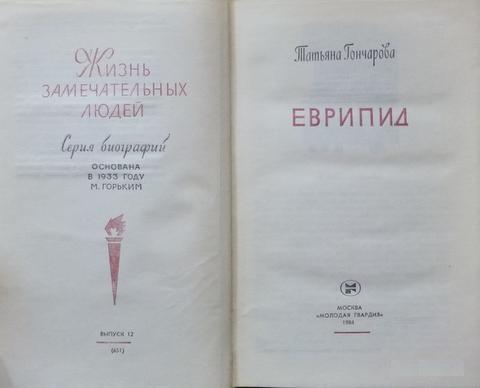 Жизнь
ЗАМЕЧАТЕЛЬНЫХ
ЛЮДЕЙ
Серия биографий
ОСНОВАНА
В 1933 ГОДУ
М. ГОРЬКИМ
ВЫПУСК 12
(651)
Татьяна Гончарова
ЕВРИПИД
МОСКВА
«МОЛОДАЯ ГВАРДИЯ»
1984